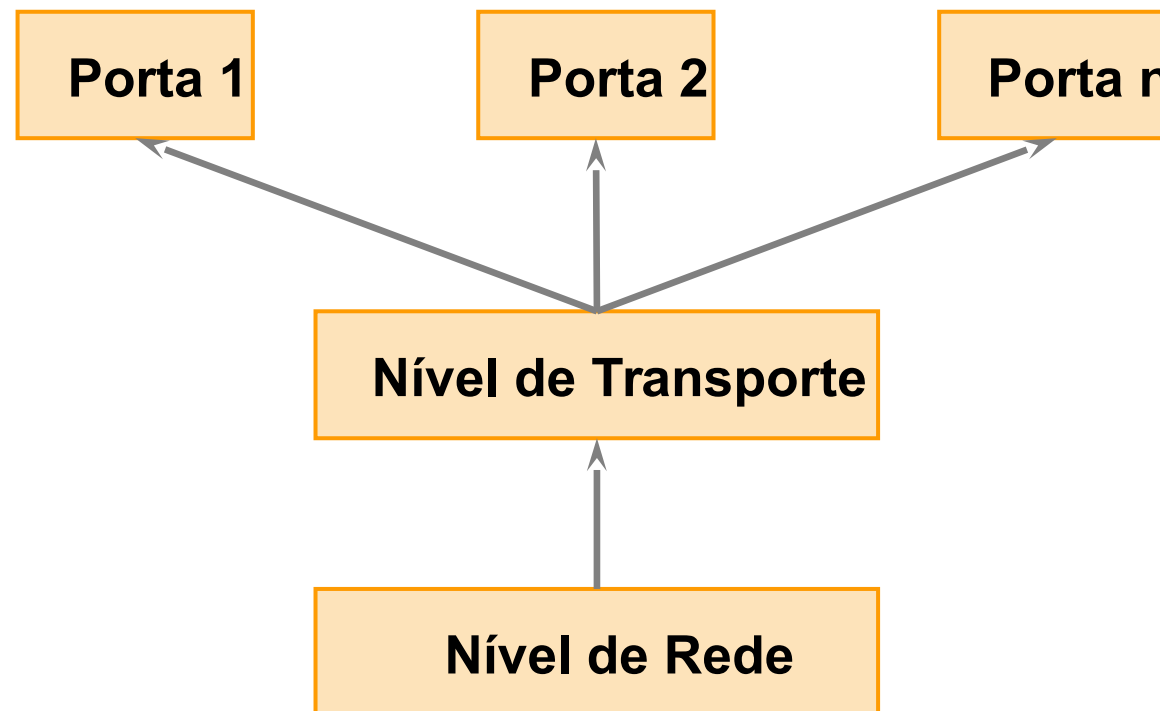 Porta 1
Porta 2
Porta n
Nível de Transporte
Nível de Rede